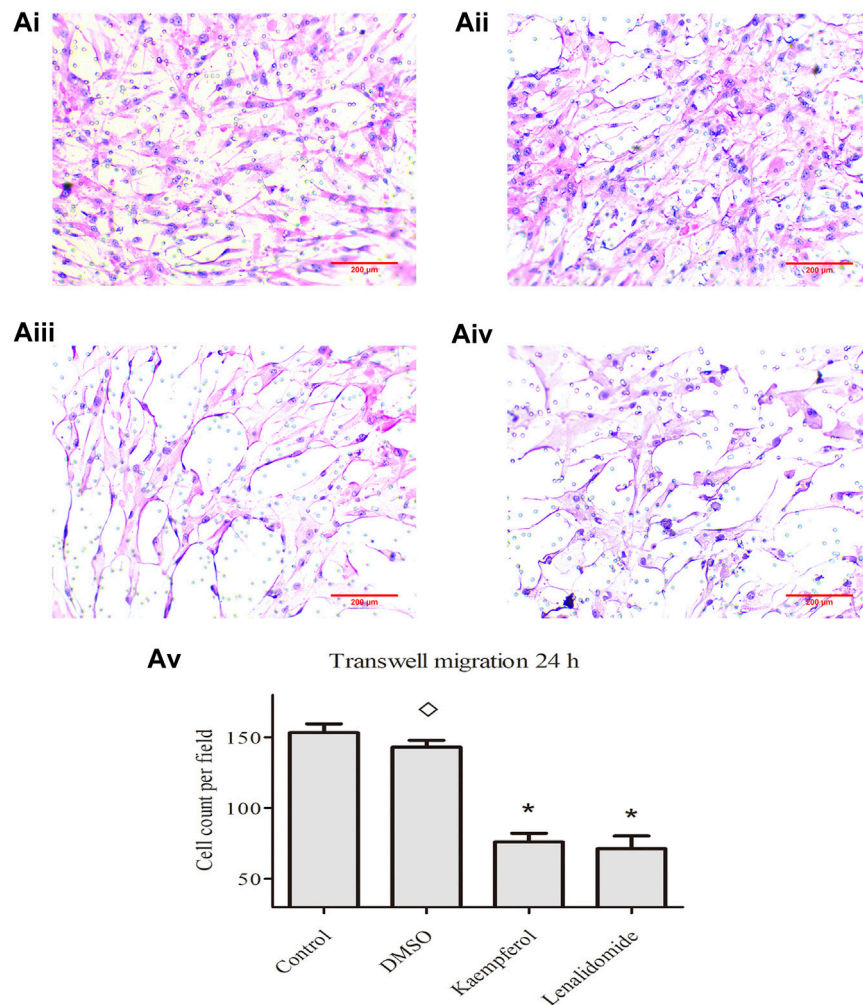 Ai
Aii
200 µm
200 µm
Aiii
Aiv
200 µm
200 µm
Av
Transwell migration 24 h
Cell count per field
150
100
50
◇
*
*
Control
DMSO
Kaempferol
Lenalidomide